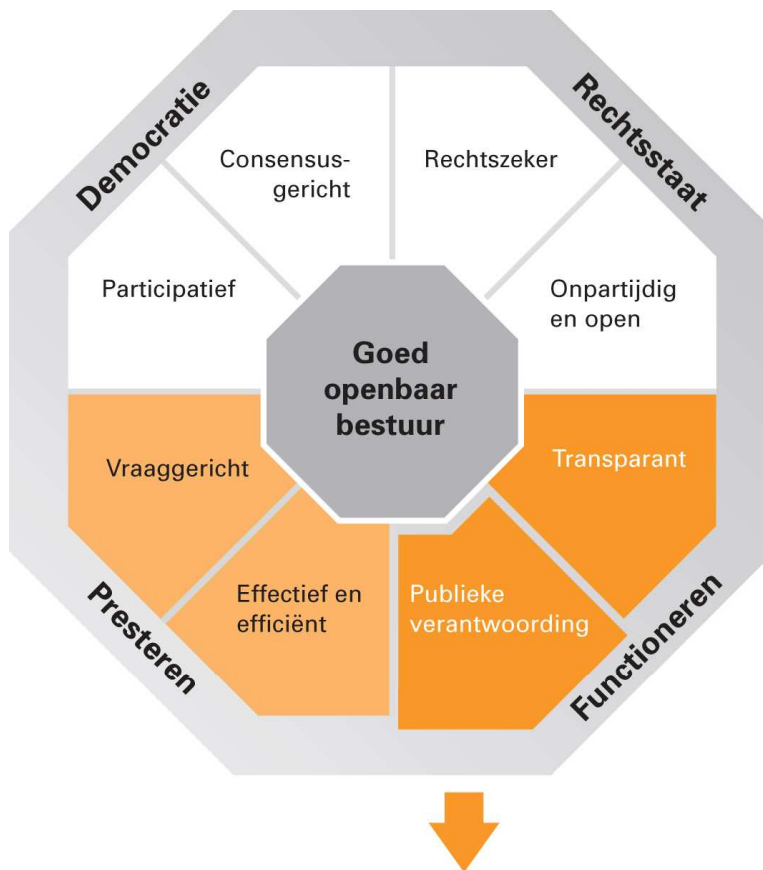 Democratie
Rechtsstaat
Consensus-
gericht
Rechtszeker
Participatief
Onpartijdig
en open
Goed
openbaar
bestuur
Vraaggericht
Transparant
Effectief en
efficiënt
Publieke
verantwoording
Presteren
Functioneren